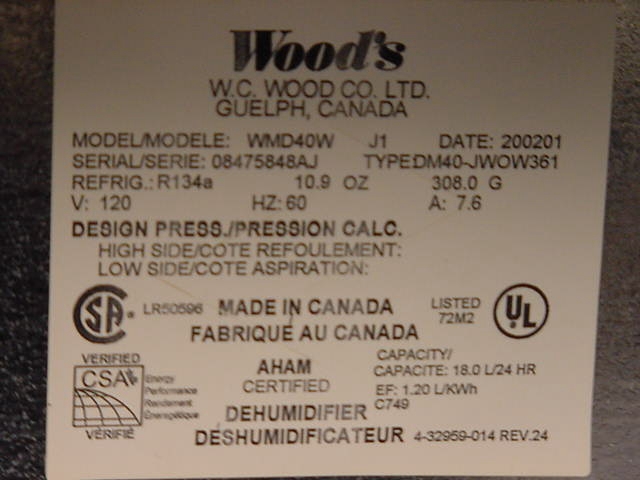 Wood's
W.C. WOOD CO. LTD.
GUELPH, CANADA
MODEL/MODELE: WMD40W J1 DATE: 200201
SERIAL/SERIE: 08475848AJ TYPE:DM40-JWOW361
REFRIG.: R134a 10.9 OZ 308.0 G
V: 120 HZ: 60 A: 7.6
DESIGN PRESS./PRESSION CALC.
HIGH SIDE/COTE REFOULEMENT:
LOW SIDE/COTE ASPIRATION:
SA LR50596 MADE IN CANADA LISTED UL
72M2
FABRIQUE AU CANADA
VERIFIED
CSA Energy
Performance
Rendement
Énergétique
VÉRIFIÉ
AHAM
CERTIFIED
CAPACITY/
CAPACITE: 18.0 L/24 HR
EF: 1.20 L/KWh
C749
DEHUMIDIFIER
DÉSHUMIDIFICATEUR 4-32959-014 REV.24